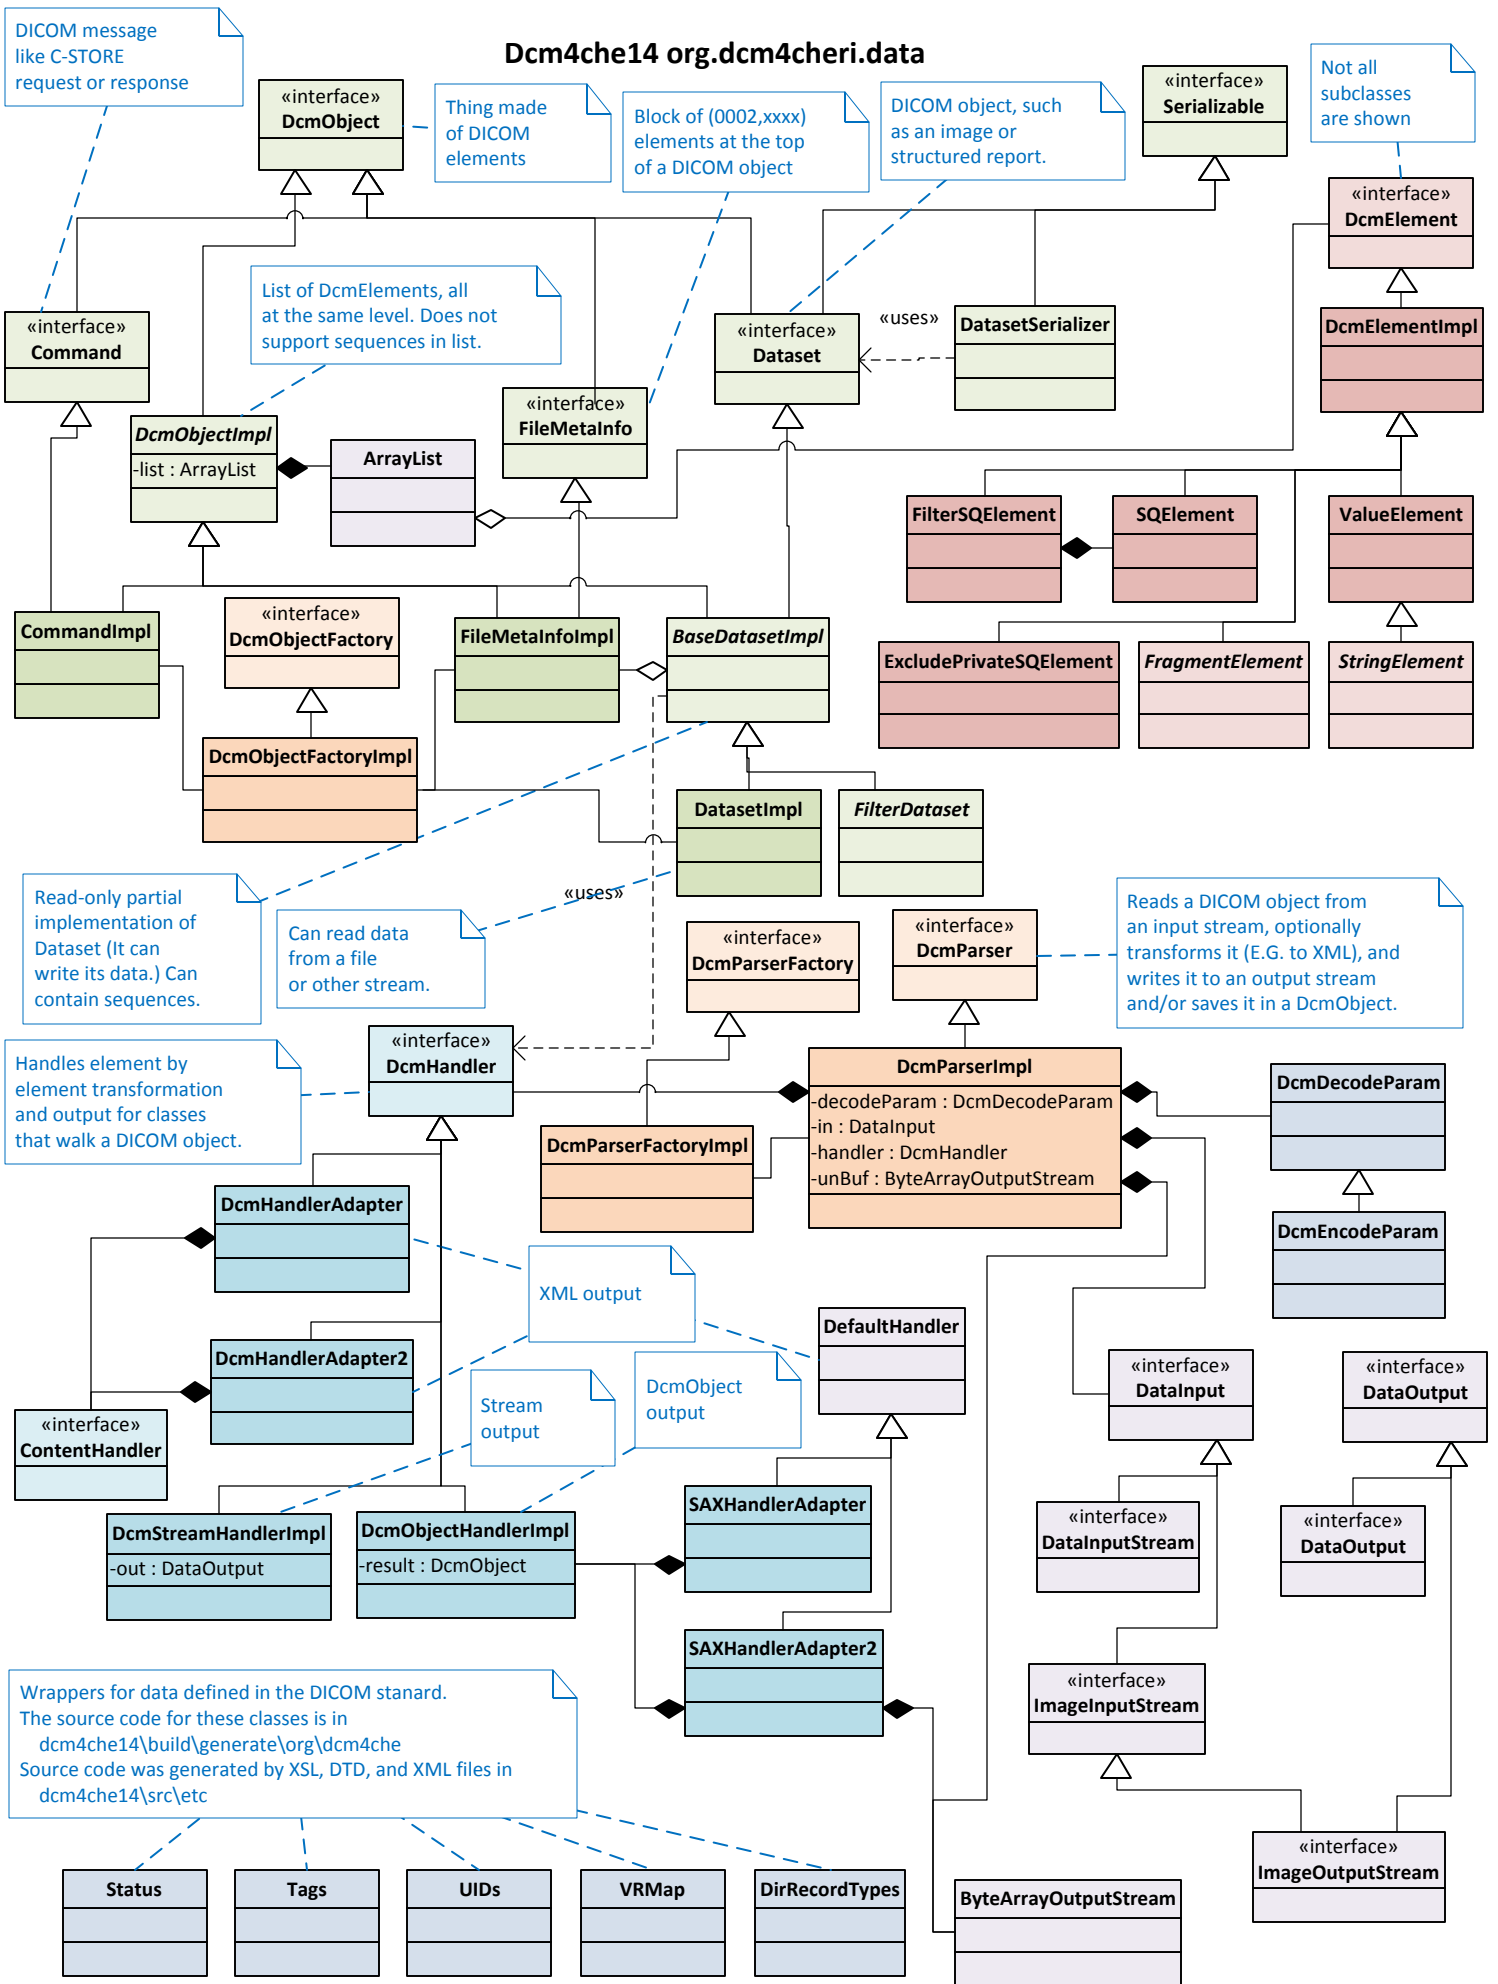 Dcm4che14 org.dcm4cheri.data
DICOM message
like C-STORE
request or response
«interface»
DcmObject
Thing made
of DICOM
elements
Block of (0002,xxxx)
elements at the top
of a DICOM object
DICOM object, such
as an image or
structured report.
«interface»
Serializable
Not all
subclasses
are shown
«interface»
DcmElement
List of DcmElements, all
at the same level. Does not
support sequences in list.
«interface»
Command
«interface»
Dataset
«uses»
DatasetSerializer
DcmElementImpl
«interface»
FileMetaInfo
DcmObjectImpl
-list : ArrayList
ArrayList
FilterSQElement
SQElement
ValueElement
CommandImpl
«interface»
DcmObjectFactory
FileMetaInfoImpl
BaseDatasetImpl
ExcludePrivateSQElement
FragmentElement
StringElement
DcmObjectFactoryImpl
DatasetImpl
FilterDataset
Read-only partial
implementation of
Dataset (It can
write its data.) Can
contain sequences.
Can read data
from a file
or other stream.
«uses»
«interface»
DcmParserFactory
«interface»
DcmParser
Reads a DICOM object from
an input stream, optionally
transforms it (E.G. to XML), and
writes it to an output stream
and/or saves it in a DcmObject.
Handles element by
element transformation
and output for classes
that walk a DICOM object.
«interface»
DcmHandler
DcmParserImpl
-decodeParam : DcmDecodeParam
-in : DataInput
-handler : DcmHandler
-unBuf : ByteArrayOutputStream
DcmDecodeParam
DcmParserFactoryImpl
DcmHandlerAdapter
DcmEncodeParam
XML output
DefaultHandler
DcmHandlerAdapter2
Stream
output
DcmObject
output
«interface»
DataInput
«interface»
DataOutput
«interface»
ContentHandler
DcmStreamHandlerImpl
-out : DataOutput
DcmObjectHandlerImpl
-result : DcmObject
SAXHandlerAdapter
«interface»
DataInputStream
«interface»
DataOutput
SAXHandlerAdapter2
«interface»
ImageInputStream
Wrappers for data defined in the DICOM stanard.
The source code for these classes is in
dcm4che14\build\generate\org\dcm4che
Source code was generated by XSL, DTD, and XML files in
dcm4che14\src\etc
«interface»
ImageOutputStream
Status
Tags
UIDs
VRMap
DirRecordTypes
ByteArrayOutputStream